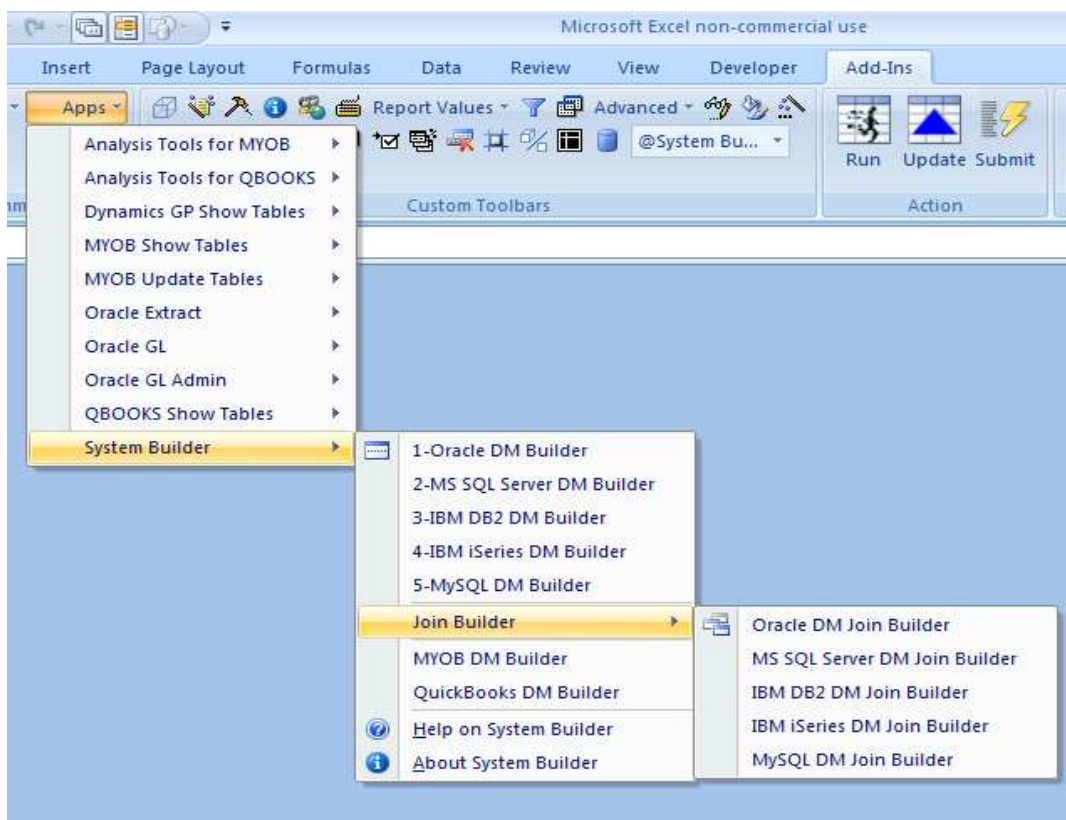 Microsoft Excel non-commercial use
Insert Page Layout Formulas Data Review View Developer Add-Ins
Apps Report Values Advanced
@System Bu...
Run Update Submit
Custom Toolbars Action
Analysis Tools for MYOB
Analysis Tools for QBOOKS
Dynamics GP Show Tables
MYOB Show Tables
MYOB Update Tables
Oracle Extract
Oracle GL
Oracle GL Admin
QBOOKS Show Tables
System Builder
1-Oracle DM Builder
2-MS SQL Server DM Builder
3-IBM DB2 DM Builder
4-IBM iSeries DM Builder
5-MySQL DM Builder
Join Builder
MYOB DM Builder
QuickBooks DM Builder
Help on System Builder
About System Builder
Oracle DM Join Builder
MS SQL Server DM Join Builder
IBM DB2 DM Join Builder
IBM iSeries DM Join Builder
MySQL DM Join Builder